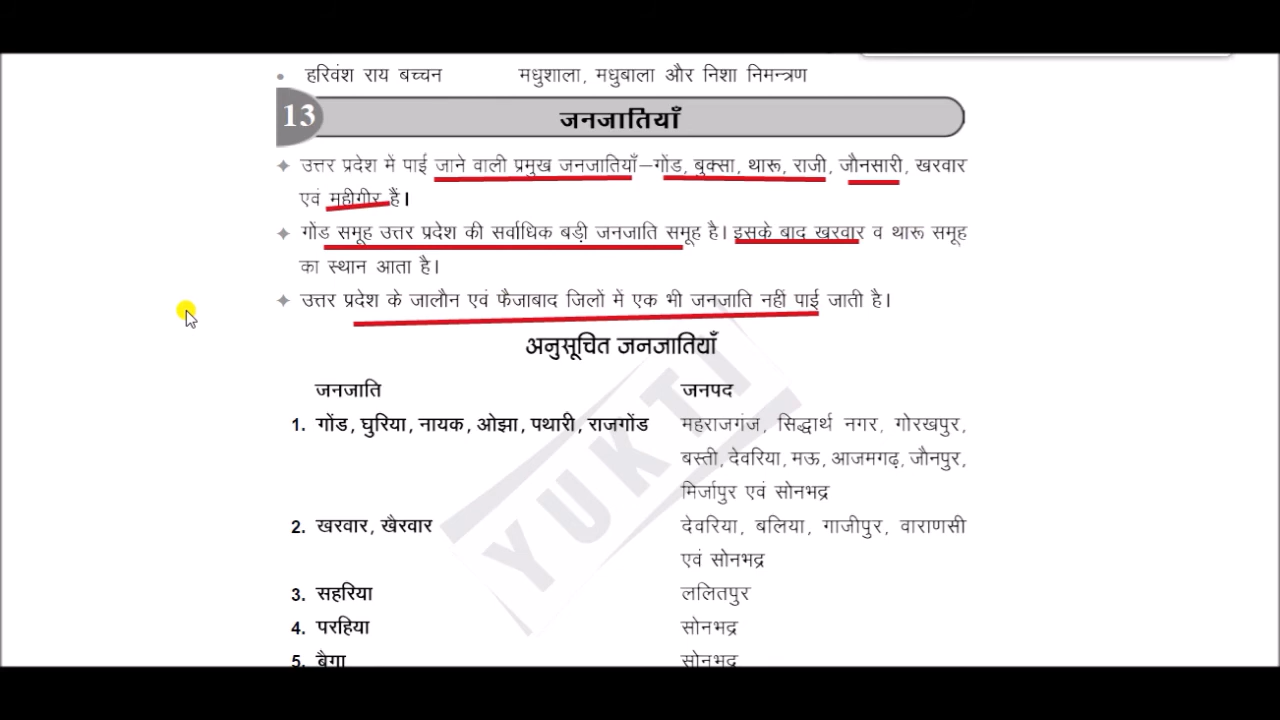 • हरिवंश राय बच्चन मधुशाला, मधुबाला और निशा निमन्त्रण
13 जनजातियाँ
उत्तर प्रदेश में पाई जाने वाली प्रमुख जनजातियाँ–गोंड, बुक्सा, थारू, राजी, जौनसारी, खरवार
एवं महीगीर हैं।
गोंड समूह उत्तर प्रदेश की सर्वाधिक बड़ी जनजाति समूह है। इसके बाद खरवार व थारू समूह
का स्थान आता है।
उत्तर प्रदेश के जालौन एवं फैजाबाद जिलों में एक भी जनजाति नहीं पाई जाती है।
अनुसूचित जनजातियाँ
जनजाति जनपद
1. गोंड, घुरिया, नायक, ओझा, पथारी, राजगोंड महराजगंज, सिद्धार्थ नगर, गोरखपुर,
बस्ती, देवरिया, मऊ, आजमगढ़, जौनपुर,
मिर्जापुर एवं सोनभद्र
2. खरवार, खैरवार देवरिया, बलिया, गाजीपुर, वाराणसी
एवं सोनभद्र
3. सहरिया ललितपुर
4. परहिया सोनभद्र
5. बैगा सोनभद्र
YUKTI